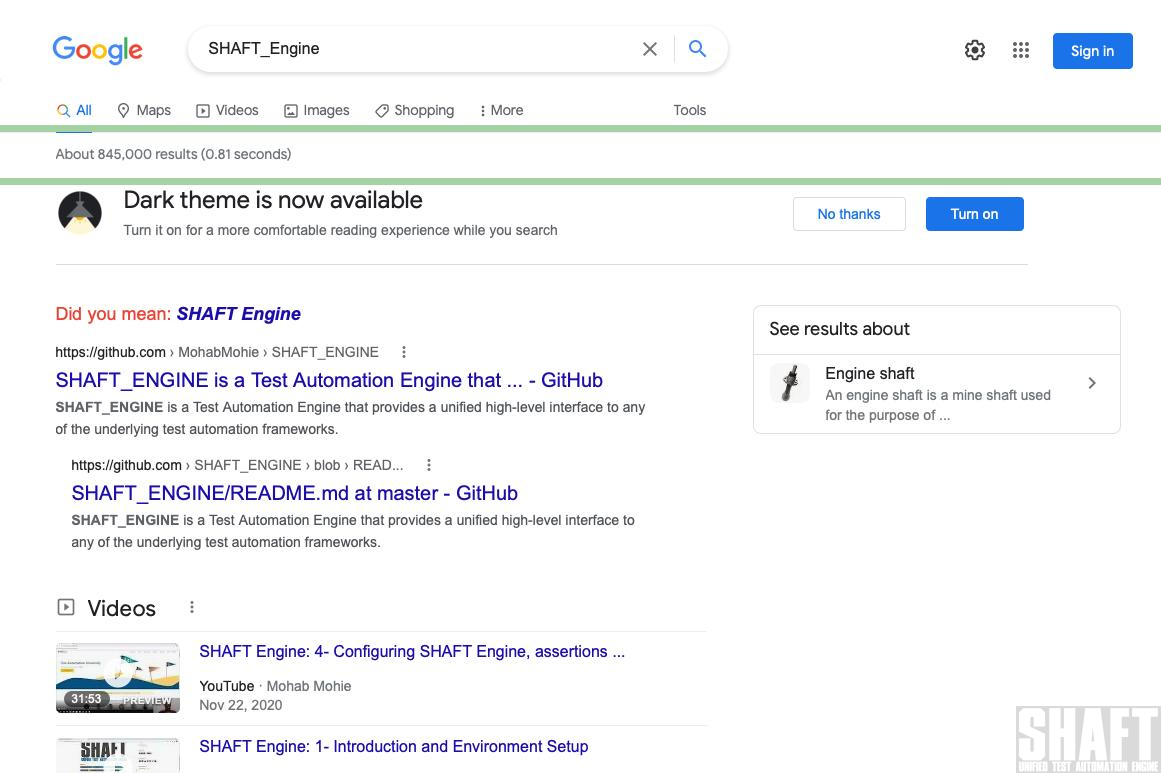 Google
SHAFT_Engine
Sign in
All Maps Videos Images Shopping More Tools
About 845,000 results (0.81 seconds)
Dark theme is now available
Turn it on for a more comfortable reading experience while you search
No thanks
Turn on
Did you mean: SHAFT Engine
https://github.com › MohabMohie › SHAFT_ENGINE
SHAFT_ENGINE is a Test Automation Engine that ... - GitHub
SHAFT_ENGINE is a Test Automation Engine that provides a unified high-level interface to any
of the underlying test automation frameworks.
https://github.com › SHAFT_ENGINE › blob › READ...
SHAFT_ENGINE/README.md at master - GitHub
SHAFT_ENGINE is a Test Automation Engine that provides a unified high-level interface to
any of the underlying test automation frameworks.
See results about
Engine shaft
An engine shaft is a mine shaft used
for the purpose of ...
Videos
SHAFT Engine: 4- Configuring SHAFT Engine, assertions ...
YouTube · Mohab Mohie
Nov 22, 2020
31:53
PREVIEW
SHAFT Engine: 1- Introduction and Environment Setup
SHAFT
SHAFT
UNIFIED TEST AUTOMATION ENGINE